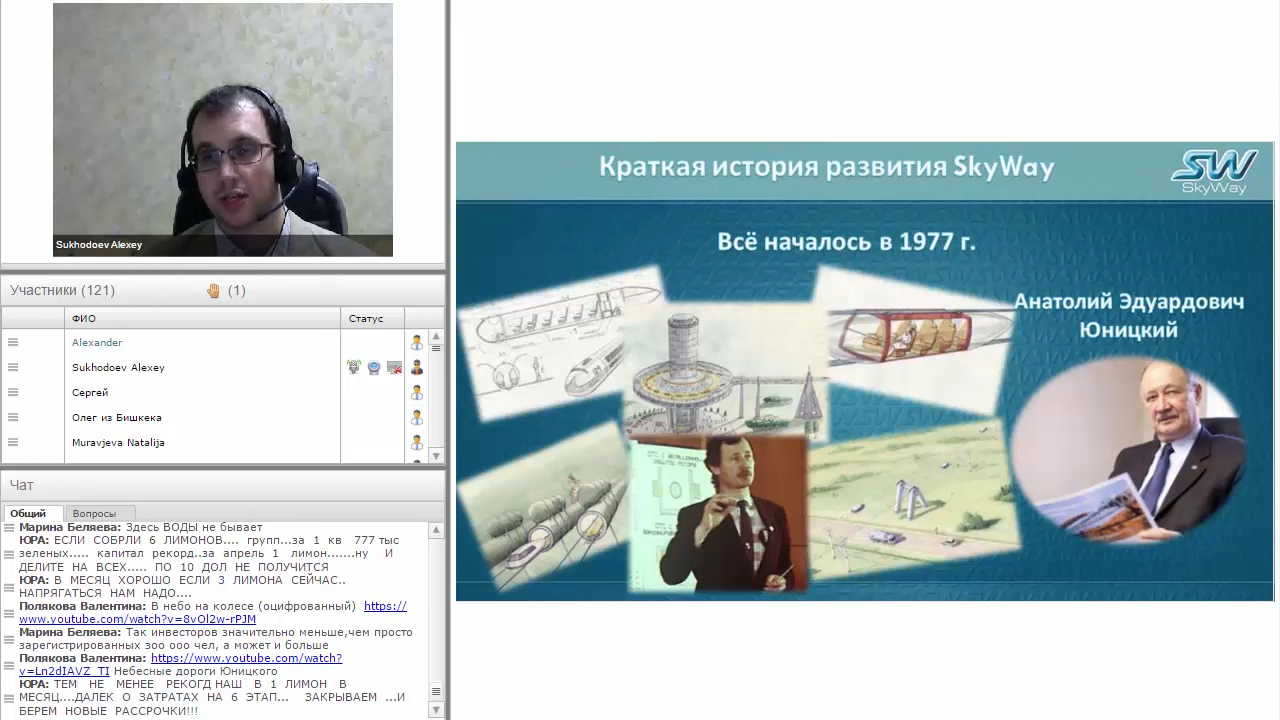 Sukhodoev Alexey
Участники (121)
(1)
ФИО
Статус
Alexander
Sukhodoev Alexey
Сергей
Олег из Бишкека
Muravjeva Natalija
Чат
Общий
Вопросы
Марина Беляева: Здесь ВОДЫ не бывает
ЮРА: ЕСЛИ СОБРЛИ 6 ЛИМОНОВ.... групп...за 1 кв 777 тыс
зеленых..... капитал рекорд..за апрель 1 лимон.......ну И
ДЕЛИТЕ НА ВСЕХ..... ПО 10 ДОЛ НЕ ПОЛУЧИТСЯ
ЮРА: В МЕСЯЦ ХОРОШО ЕСЛИ 3 ЛИМОНА СЕЙЧАС..
НАПРЯГАТЬСЯ НАМ НАДО....
Полякова Валентина: В небо на колесе (оцифрованный) https://
www.youtube.com/watch?v=8vOl2w-rPJM
Марина Беляева: Так инвесторов значительно меньше,чем просто
зарегистрированных зоо ооо чел, а может и больше
Полякова Валентина: https://www.youtube.com/watch?
v=Ln2dIAVZ_TI Небесные дороги Юницкого
ЮРА: ТЕМ НЕ МЕНЕЕ РЕКОГД НАШ В 1 ЛИМОН В
МЕСЯЦ....ДАЛЕК О ЗАТРАТАХ НА 6 ЭТАП... ЗАКРЫВАЕМ ...И
БЕРЕМ НОВЫЕ РАССРОЧКИ!!!
Краткая история развития SkyWay
SW
SkyWay
Всё началось в 1977 г.
Анатолий Эдуардович
Юницкий